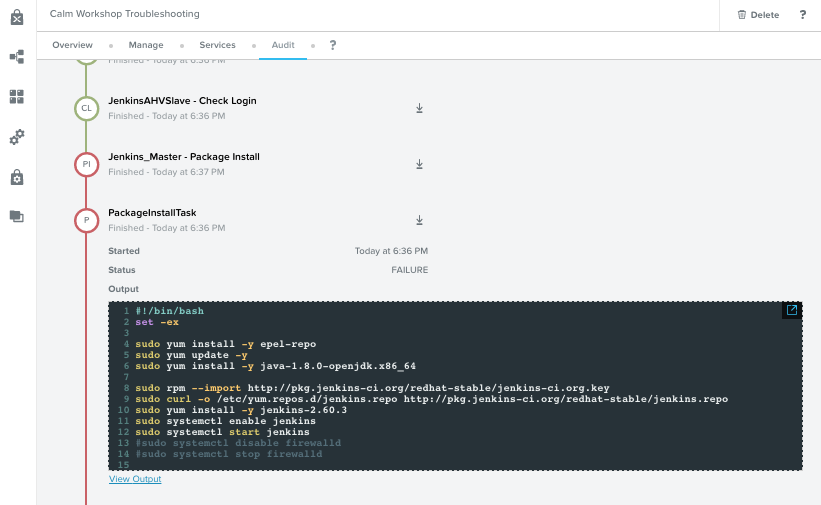 Calm Workshop Troubleshooting
Delete
?
Overview
Manage
Services
Audit
?
Finished - Today at 6:36 PM
CL
JenkinsAHVSlave - Check Login
Finished - Today at 6:36 PM
PI
Jenkins_Master - Package Install
Finished - Today at 6:37 PM
P
PackageInstallTask
Finished - Today at 6:36 PM
Started Today at 6:36 PM
Status FAILURE
Output
1 #!/bin/bash
2 set -ex
3
4 sudo yum install -y epel-repo
5 sudo yum update -y
6 sudo yum install -y java-1.8.0-openjdk.x86_64
7
8 sudo rpm --import http://pkg.jenkins-ci.org/redhat-stable/jenkins-ci.org.key
9 sudo curl -o /etc/yum.repos.d/jenkins.repo http://pkg.jenkins-ci.org/redhat-stable/jenkins.repo
10 sudo yum install -y jenkins-2.60.3
11 sudo systemctl enable jenkins
12 sudo systemctl start jenkins
13 #sudo systemctl disable firewalld
14 #sudo systemctl stop firewalld
15
View Output